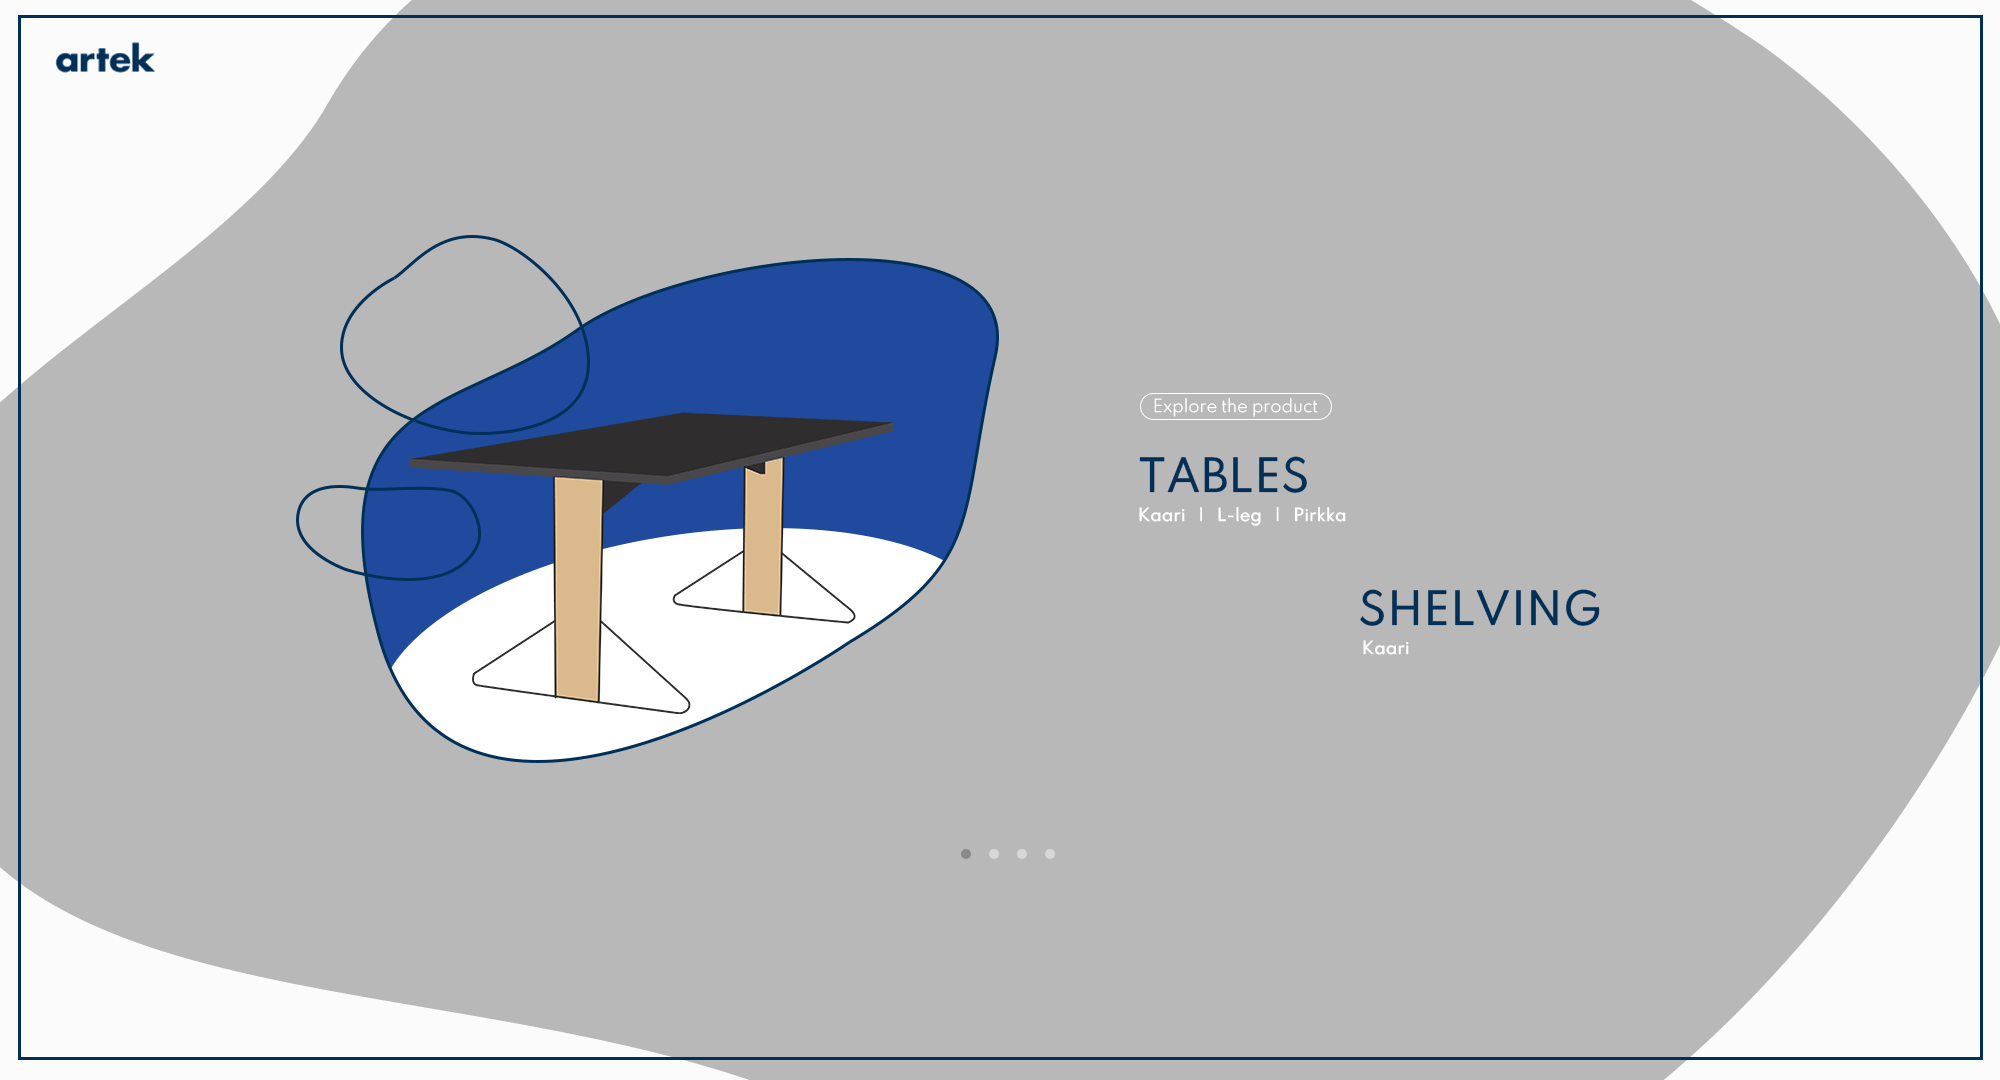 artek
Explore the product
TABLES
Kaari | L-leg | Pirkka
SHELVING
Kaari